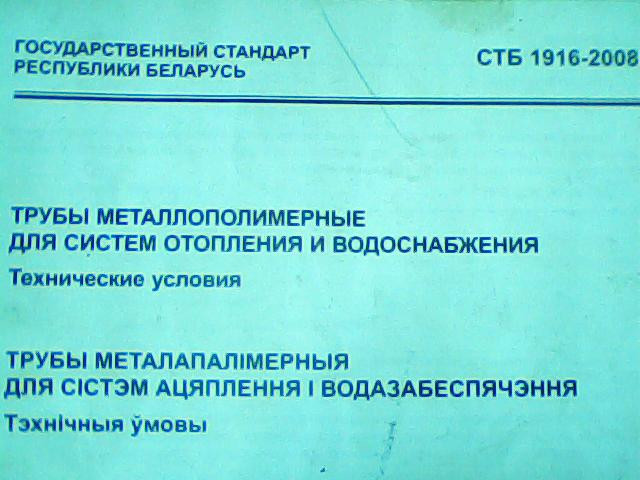 ГОСУДАРСТВЕННЫЙ СТАНДАРТ
РЕСПУБЛИКИ БЕЛАРУСЬ
СТБ 1916-2008
ТРУБЫ МЕТАЛЛОПОЛИМЕРНЫЕ
ДЛЯ СИСТЕМ ОТОПЛЕНИЯ И ВОДОСНАБЖЕНИЯ
Технические условия
ТРУБЫ МЕТАЛАПАЛІМЕРНЫЯ
ДЛЯ СІСТЭМ АЦЯПЛЕННЯ І ВОДАЗАБЕСПЯЧЭННЯ
Тэхнічныя ўмовы